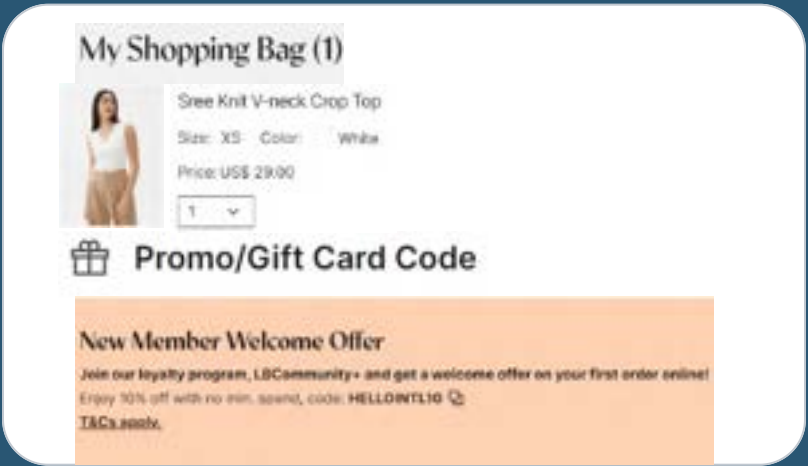 My Shopping Bag (1)
Sree Knit V-neck Crop Top
Size: XS Color: White
Price: US$ 29.00
1
Promo/Gift Card Code
New Member Welcome Offer
Join our loyalty program, LBCommunity+ and get a welcome offer on your first order online!
Enjoy 10% off with no min. spend, code: HELLOINTL10
T&Cs apply.